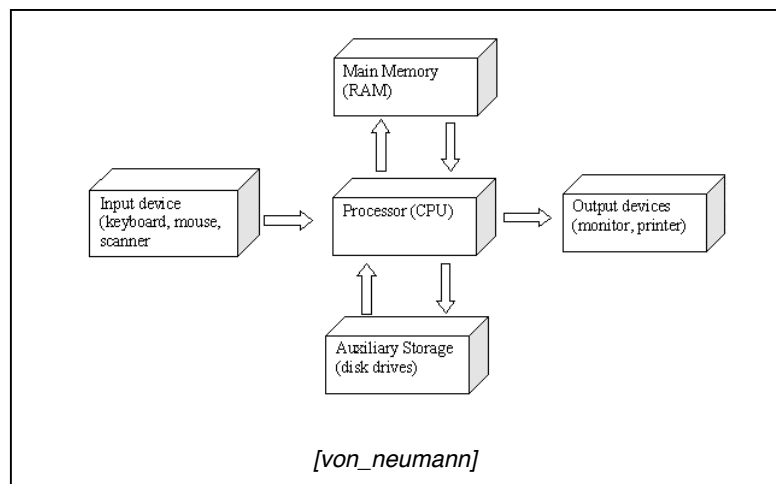 Main Memory
(RAM)
Input device
(keyboard, mouse,
scanner
Processor (CPU)
Output devices
(monitor, printer)
Auxiliary Storage
(disk drives)
[von_neumann]